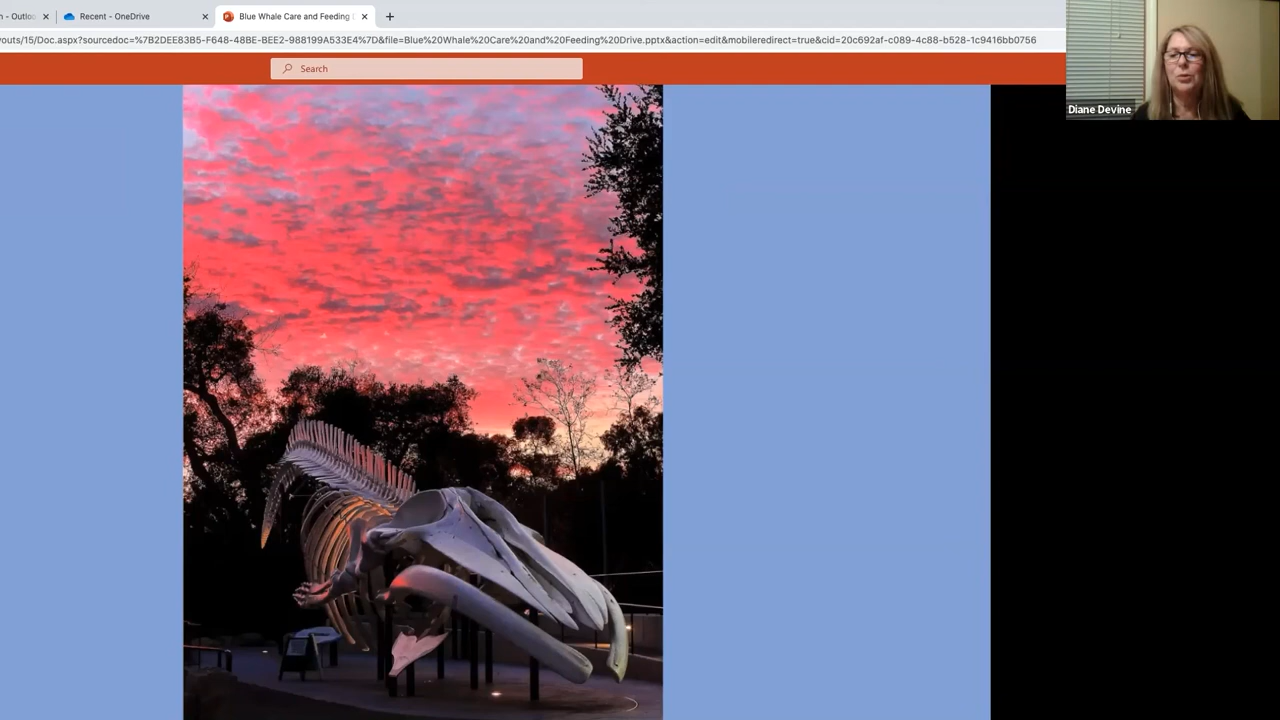 n - Outlo
Recent - OneDrive
Blue Whale Care and Feeding
outs/15/Doc.aspx?sourcedoc=%7B2DEE83B5-F648-48BE-BEE2-988199A533E4%7D&file=Blue%20Whale%20Care%20and%20Feeding%20Drive.pptx&action=edit&mobileredirect=true&cid=20c692af-c089-4c88-b528-1c9416bb0756
Search
Diane Devine